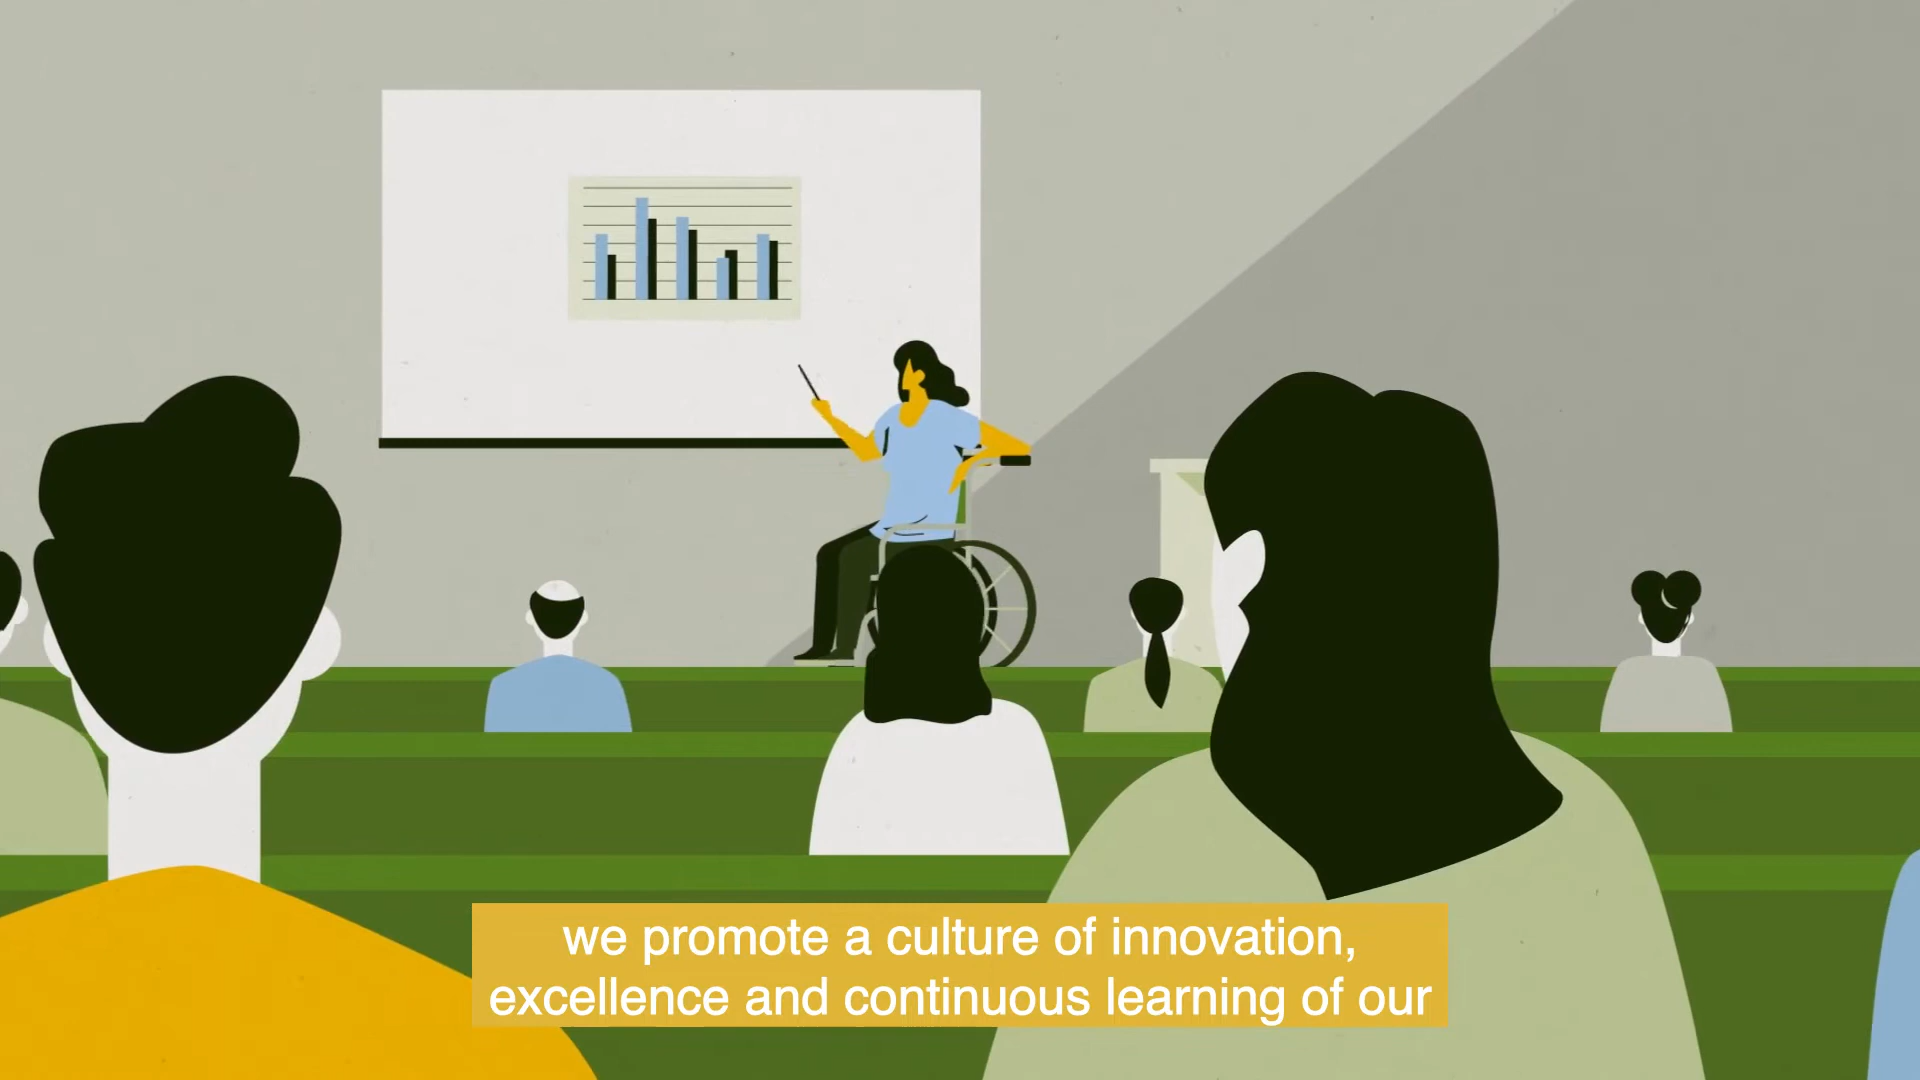 we promote a culture of innovation,
excellence and continuous learning of our